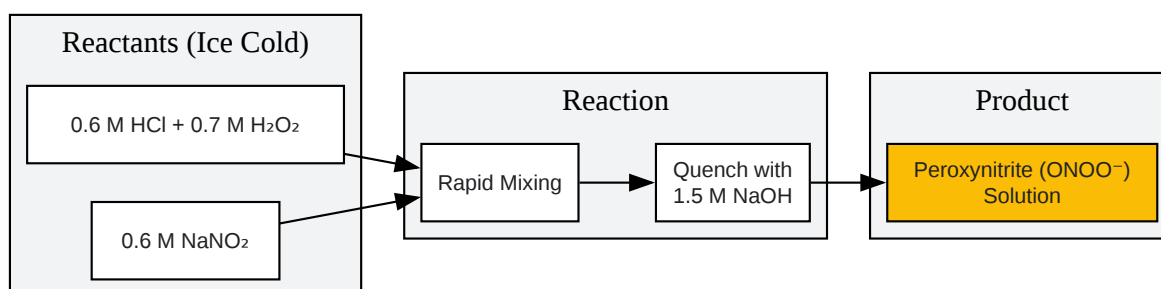 Reactants (Ice Cold)
0.6 M HCl + 0.7 M H₂O₂
0.6 M NaNO₂
Reaction
Rapid Mixing
Quench with
1.5 M NaOH
Product
Peroxynitrite (ONOO⁻)
Solution